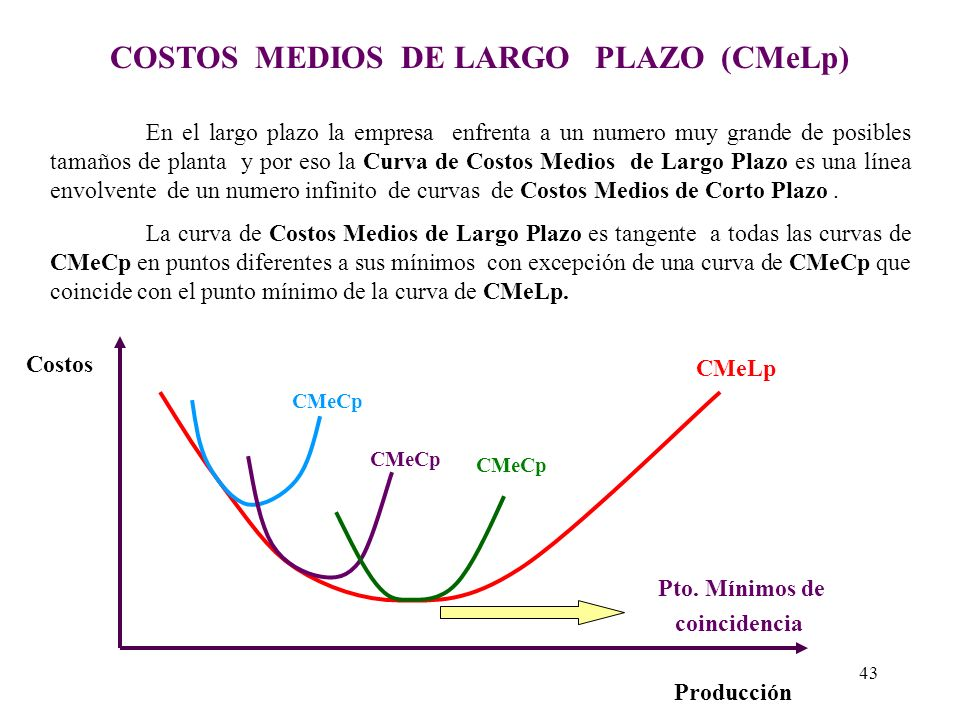 COSTOS MEDIOS DE LARGO PLAZO (CMeLp)
En el largo plazo la empresa enfrenta a un numero muy grande de posibles
tamaños de planta y por eso la Curva de Costos Medios de Largo Plazo es una línea
envolvente de un numero infinito de curvas de Costos Medios de Corto Plazo .
La curva de Costos Medios de Largo Plazo es tangente a todas las curvas de
CMeCp en puntos diferentes a sus mínimos con excepción de una curva de CMeCp que
coincide con el punto mínimo de la curva de CMeLp.
Costos
CMeLp
CMeCp
CMeCp
CMeCp
Pto. Mínimos de
coincidencia
43
Producción